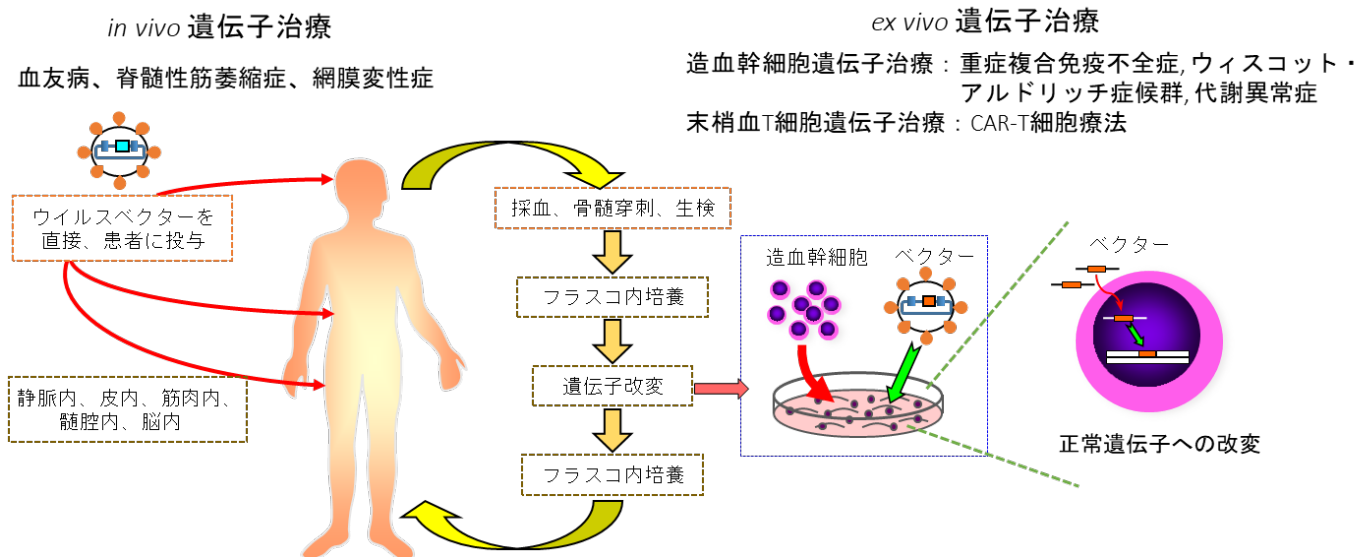 in vivo 遺伝子治療
血友病、脊髄性筋萎縮症、網膜変性症
ウイルスベクターを
直接、患者に投与
静脈内、皮内、筋肉内、
髄腔内、脳内
ex vivo 遺伝子治療
造血幹細胞遺伝子治療：重症複合免疫不全症, ウィスコット・
アルドリッチ症候群, 代謝異常症
末梢血T細胞遺伝子治療：CAR-T細胞療法
採血、骨髄穿刺、生検
フラスコ内培養
遺伝子改変
フラスコ内培養
造血幹細胞
ベクター
ベクター
正常遺伝子への改変